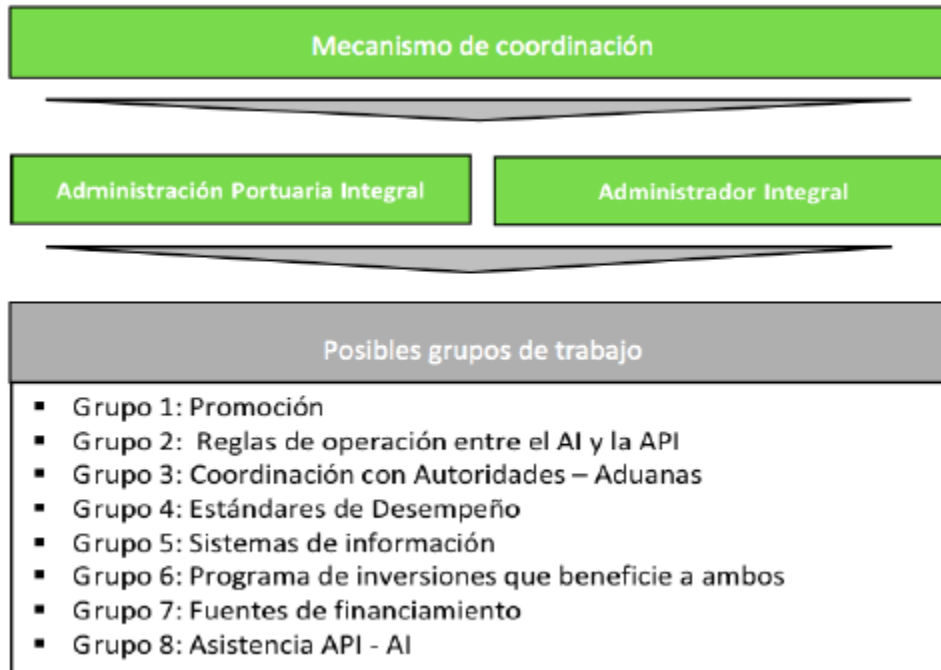 Mecanismo de coordinación
Administración Portuaria Integral
Administrador Integral
Posibles grupos de trabajo
▪ Grupo 1: Promoción
▪ Grupo 2: Reglas de operación entre el AI y la API
▪ Grupo 3: Coordinación con Autoridades – Aduanas
▪ Grupo 4: Estándares de Desempeño
▪ Grupo 5: Sistemas de información
▪ Grupo 6: Programa de inversiones que beneficie a ambos
▪ Grupo 7: Fuentes de financiamiento
▪ Grupo 8: Asistencia API - AI